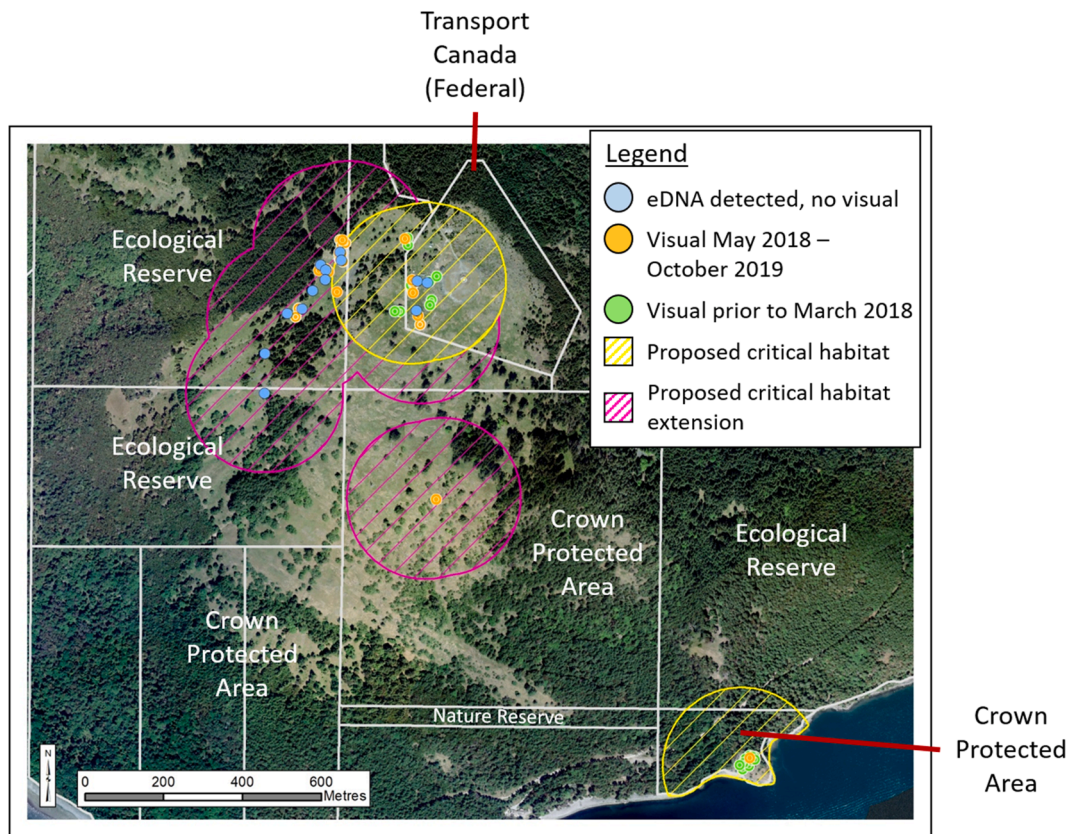 Transport
Canada
(Federal)
Legend
eDNA detected, no visual
Visual May 2018 –
October 2019
Visual prior to March 2018
Proposed critical habitat
Proposed critical habitat
extension
Ecological
Reserve
Ecological
Reserve
Crown
Protected
Area
Ecological
Reserve
Crown
Protected
Area
Nature Reserve
Crown
Protected
Area
N
0 200 400 600
Metres